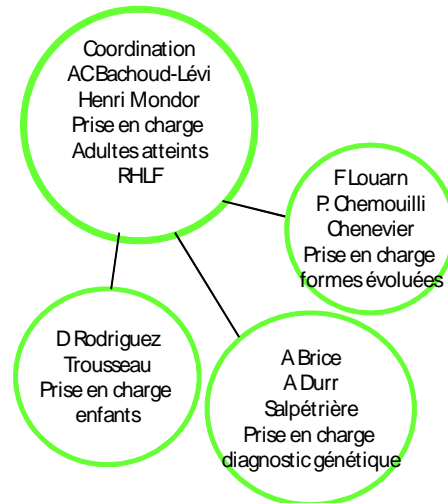 Coordination
AC Bachoud-Lévi
Henri Mondor
Prise en charge
Adultes atteints
RHLF
F Louarn
P. Chemouilli
Chenevier
Prise en charge
formes évoluées
D Rodriguez
Trousseau
Prise en charge
enfants
A Brice
A Durr
Salpétrière
Prise en charge
diagnostic génétique